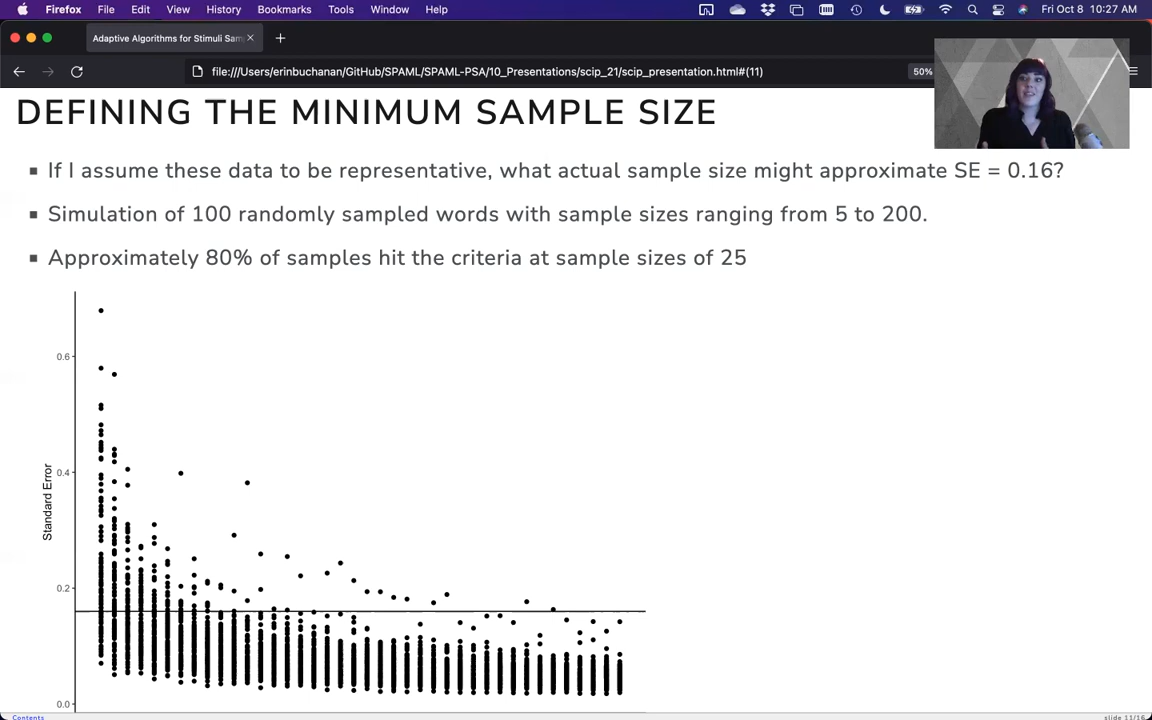 Firefox File Edit View History Bookmarks Tools Window Help Fri Oct 8 10:27 AM
Adaptive Algorithms for Stimuli Sam
file:///Users/erinbuchanan/GitHub/SPAML/SPAML-PSA/10_Presentations/scip_21/scip_presentation.html#(11) 50%
DEFINING THE MINIMUM SAMPLE SIZE
If I assume these data to be representative, what actual sample size might approximate SE = 0.16?
Simulation of 100 randomly sampled words with sample sizes ranging from 5 to 200.
Approximately 80% of samples hit the criteria at sample sizes of 25
Standard Error
0.6
0.4
0.2
0.0
Contents
slide 11/16